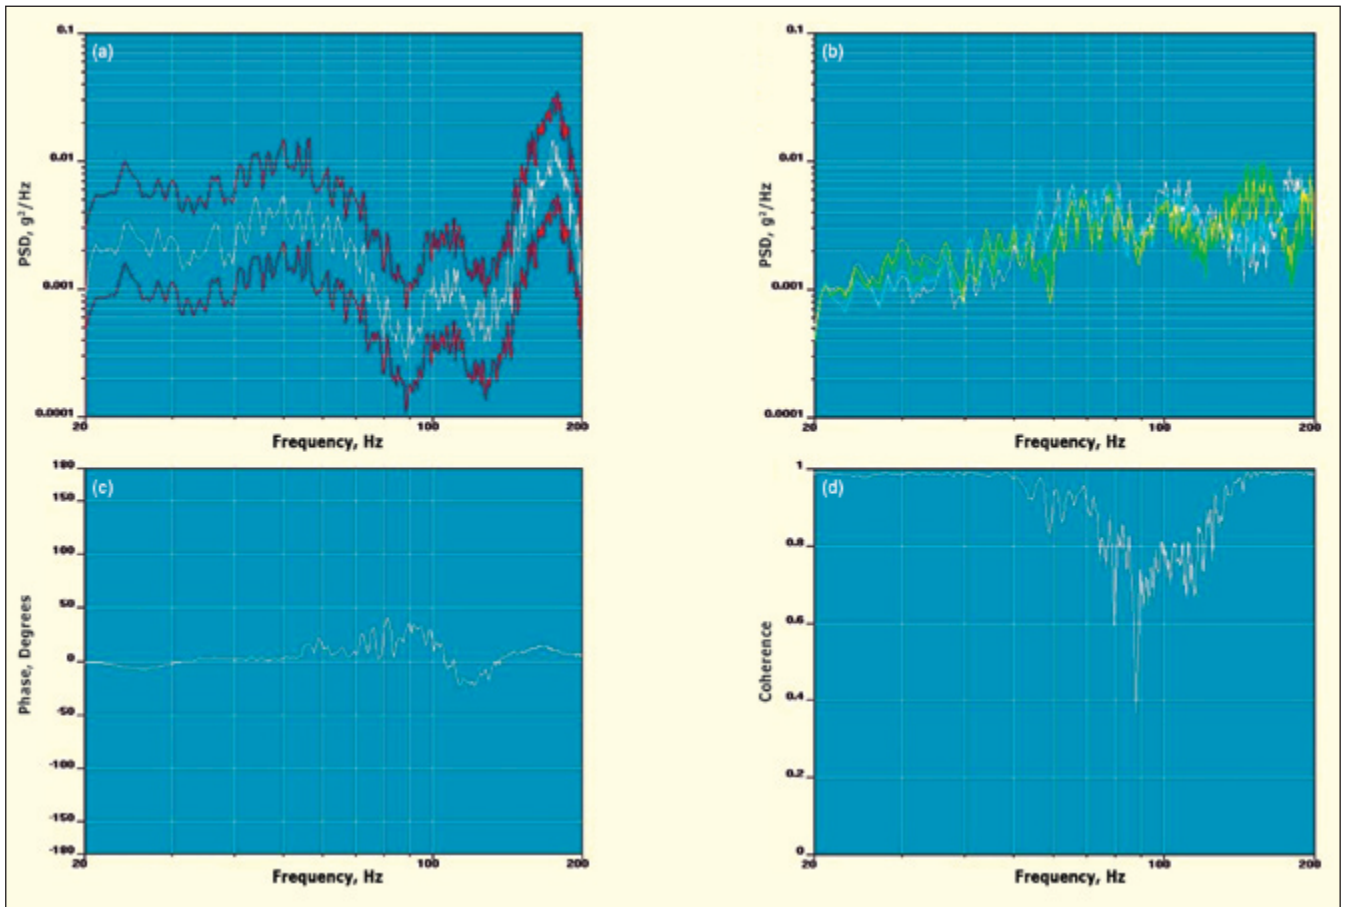 0.1
(a)
0.01
0.001
0.0001
PSD, g²/Hz
20
100
200
Frequency, Hz
0.1
(b)
0.01
0.001
0.0001
PSD, g²/Hz
20
100
200
Frequency, Hz
180
(c)
150
100
50
0
-50
-100
-150
-180
Phase, Degrees
20
100
200
Frequency, Hz
1
(d)
0.8
0.6
0.4
0.2
0
Coherence
20
100
200
Frequency, Hz